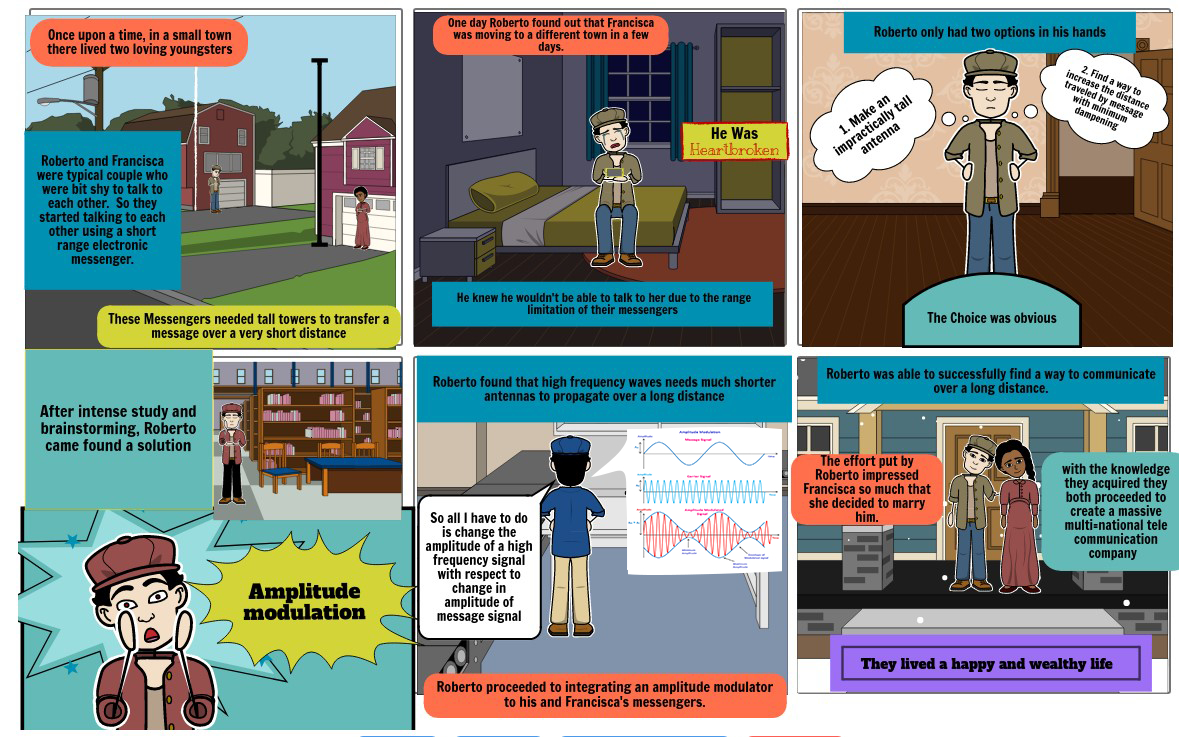 Once upon a time, in a small town
there lived two loving youngsters
Roberto and Francisca
were typical couple who
were bit shy to talk to
each other. So they
started talking to each
other using a short
range electronic
messenger.
These Messengers needed tall towers to transfer a
message over a very short distance
One day Roberto found out that Francisca
was moving to a different town in a few
days.
He Was
Heartbroken
He knew he wouldn't be able to talk to her due to the range
limitation of their messengers
Roberto only had two options in his hands
1. Make an
impractically tall
antenna
2. Find a way to
increase the distance
traveled by message
with minimum
dampening
The Choice was obvious
After intense study and
brainstorming, Roberto
came found a solution
Amplitude
modulation
Roberto found that high frequency waves needs much shorter
antennas to propagate over a long distance
Amplitude Modulation
Message Signal
So all I have to do
is change the
amplitude of a high
frequency signal
with respect to
change in
amplitude of
message signal
Roberto proceeded to integrating an amplitude modulator
to his and Francisca's messengers.
Roberto was able to successfully find a way to communicate
over a long distance.
The effort put by
Roberto impressed
Francisca so much that
she decided to marry
him.
with the knowledge
they acquired they
both proceeded to
create a massive
multi-national tele
communication
company
They lived a happy and wealthy life